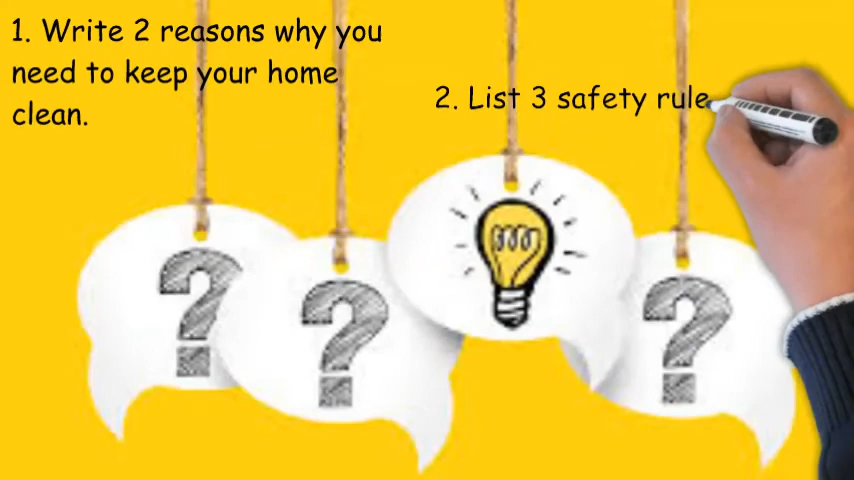 1. Write 2 reasons why you
need to keep your home
clean.
2. List 3 safety rule